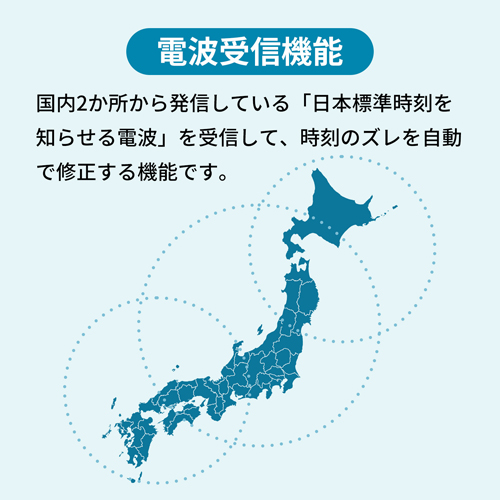 電波受信機能
国内2か所から発信している「日本標準時刻を
知らせる電波」を受信して、時刻のズレを自動
で修正する機能です。